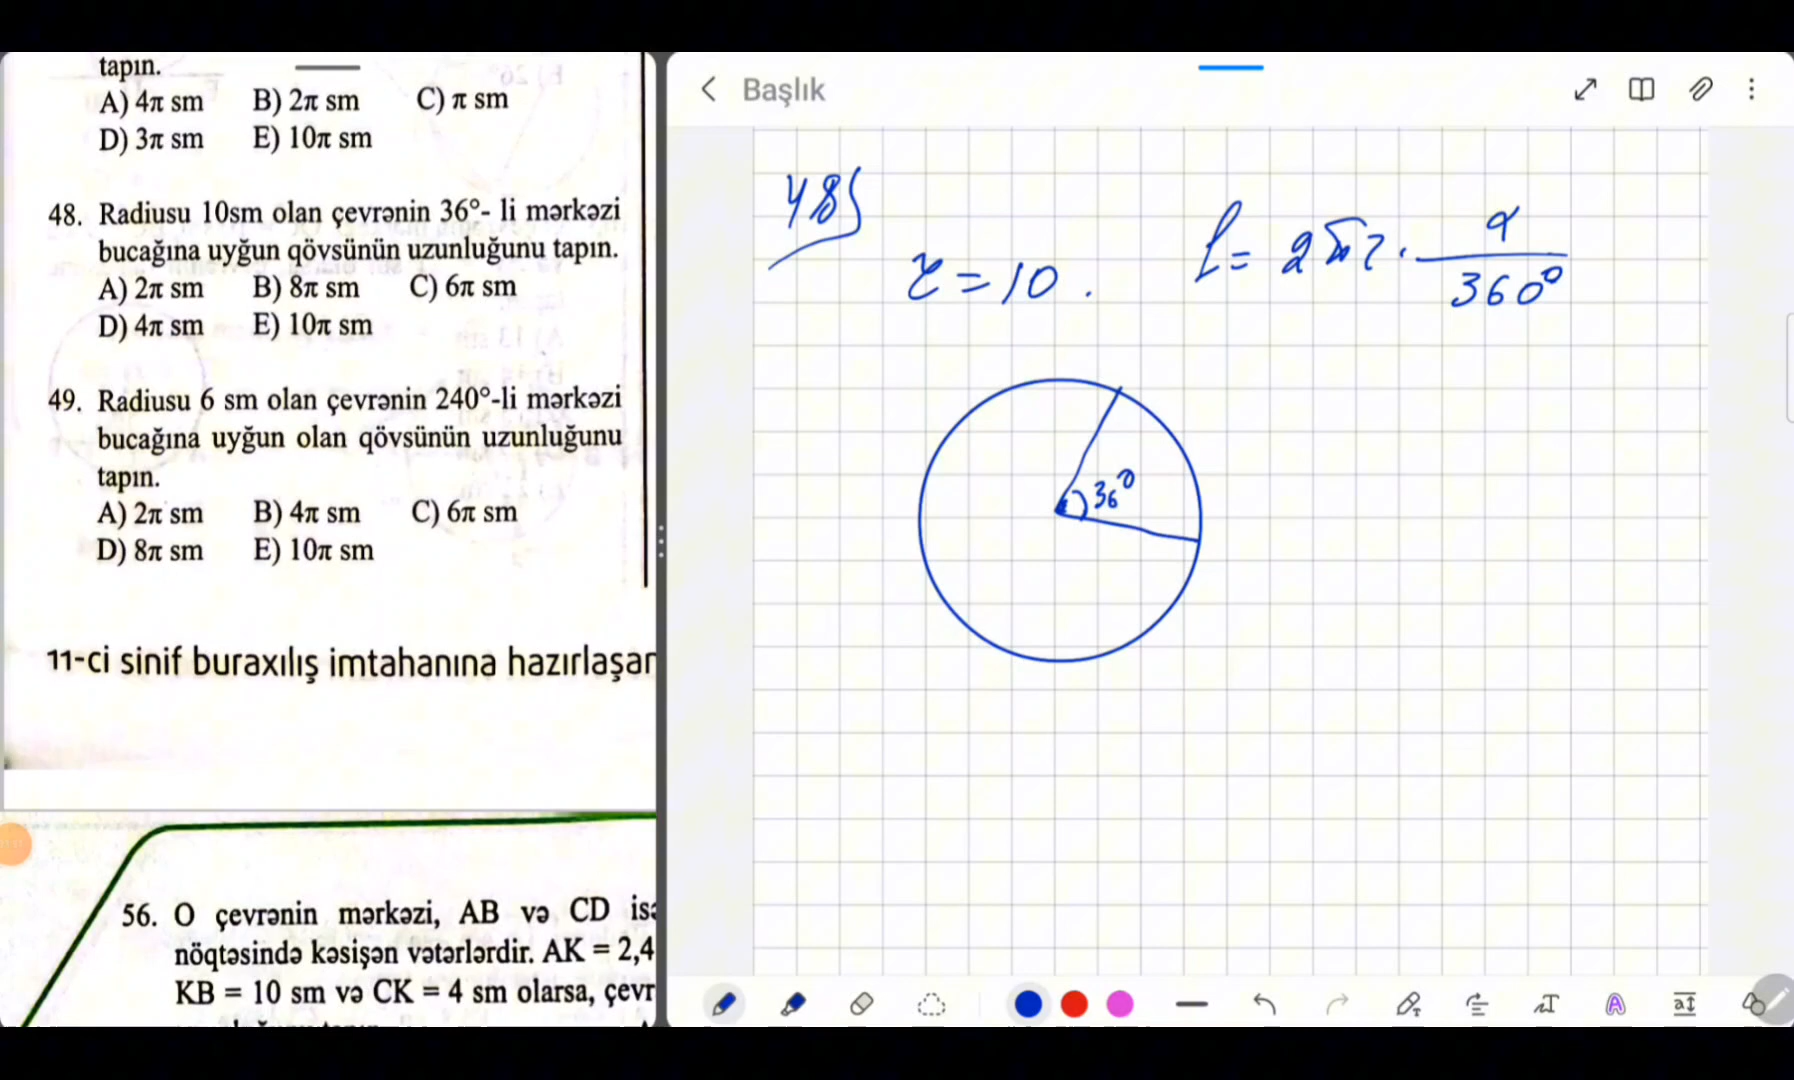 tapın.
A) 4π sm B) 2π sm C) π sm
D) 3π sm E) 10π sm
48. Radiusu 10sm olan çevrənin 36°- li mərkəzi
bucağına uyğun qövsünün uzunluğunu tapın.
A) 2π sm B) 8π sm C) 6π sm
D) 4π sm E) 10π sm
49. Radiusu 6 sm olan çevrənin 240°-li mərkəzi
bucağına uyğun olan qövsünün uzunluğunu
tapın.
A) 2π sm B) 4π sm C) 6π sm
D) 8π sm E) 10π sm
11-ci sinif buraxılış imtahanına hazırlaşan
56. O çevrənin mərkəzi, AB və CD isə
nöqtəsində kəsişən vətərlərdir. AK = 2,4
KB = 10 sm və CK = 4 sm olarsa, çevr
Başlık
48)
r = 10.
l = 2πr · α / 360°
36°